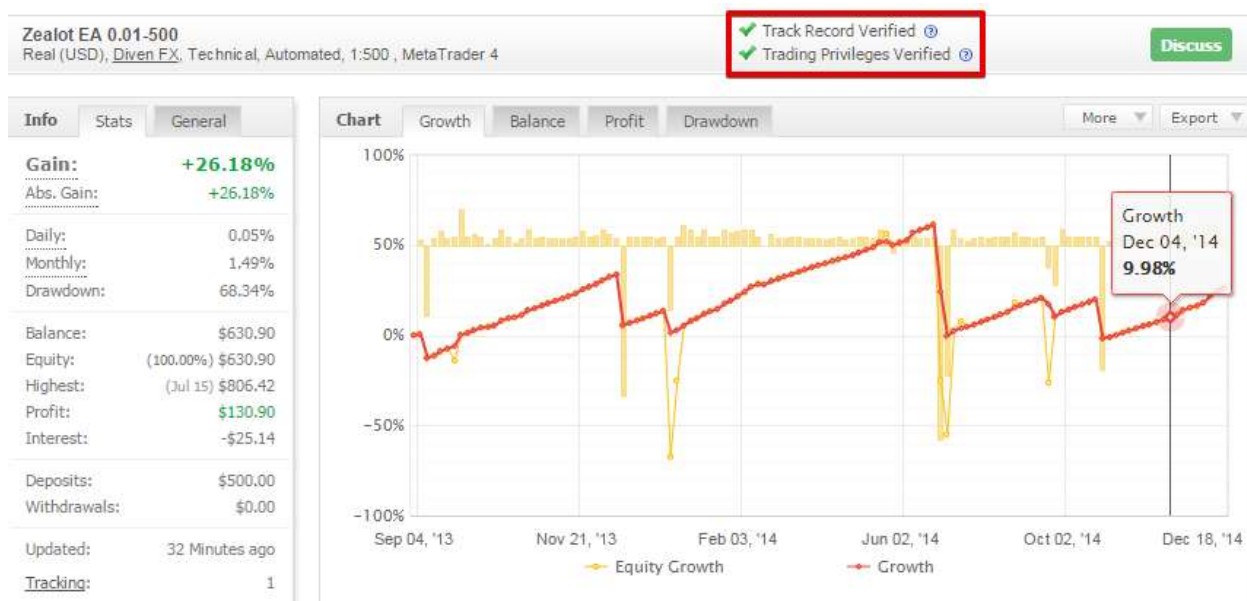 Zealot EA 0.01-500
Real (USD), Diven FX, Technical, Automated, 1:500 , MetaTrader 4
Track Record Verified
Trading Privileges Verified
Discuss
Info Stats General
Gain: +26.18%
Abs. Gain: +26.18%
Daily: 0.05%
Monthly: 1.49%
Drawdown: 68.34%
Balance: $630.90
Equity: (100.00%) $630.90
Highest: (Jul 15) $806.42
Profit: $130.90
Interest: -$25.14
Deposits: $500.00
Withdrawals: $0.00
Updated: 32 Minutes ago
Tracking: 1
Chart Growth Balance Profit Drawdown
More Export
100%
50%
0%
-50%
-100%
Growth
Dec 04, '14
9.98%
Sep 04, '13 Nov 21, '13 Feb 03, '14 Jun 02, '14 Oct 02, '14 Dec 18, '14
Equity Growth Growth